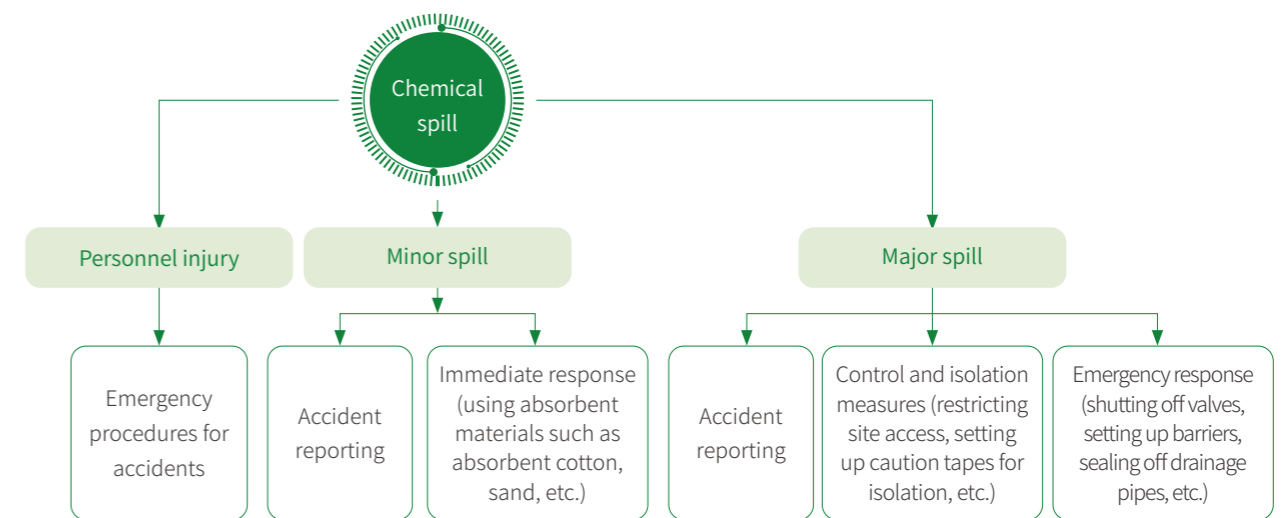 Chemical
spill
Personnel injury
Minor spill
Major spill
Emergency
procedures for
accidents
Accident
reporting
Immediate response
(using absorbent
materials such as
absorbent cotton,
sand, etc.)
Accident
reporting
Control and isolation
measures (restricting
site access, setting
up caution tapes for
isolation, etc.)
Emergency response
(shutting off valves,
setting up barriers,
sealing off drainage
pipes, etc.)